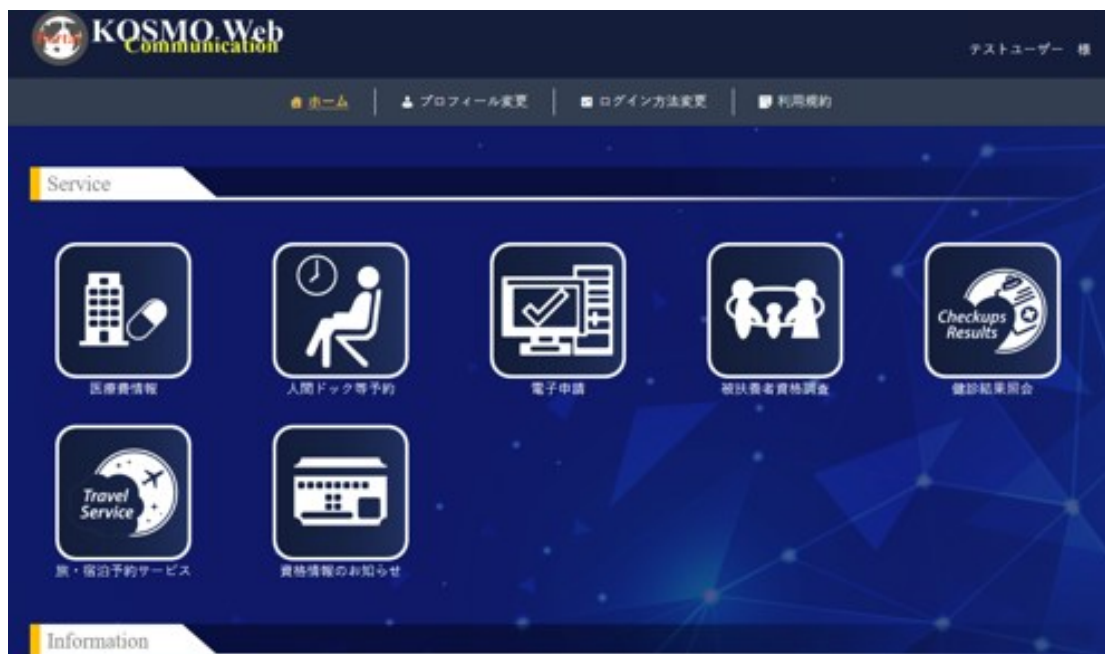 Portal
KOSMO.Web
Communication
テストユーザー 様
ホーム
プロフィール変更
ログイン方法変更
利用規約
Service
医療費情報
人間ドック等予約
電子申請
被扶養者資格調査
Checkups
Results
健診結果照会
Travel
Service
旅・宿泊予約サービス
資格情報のお知らせ
Information